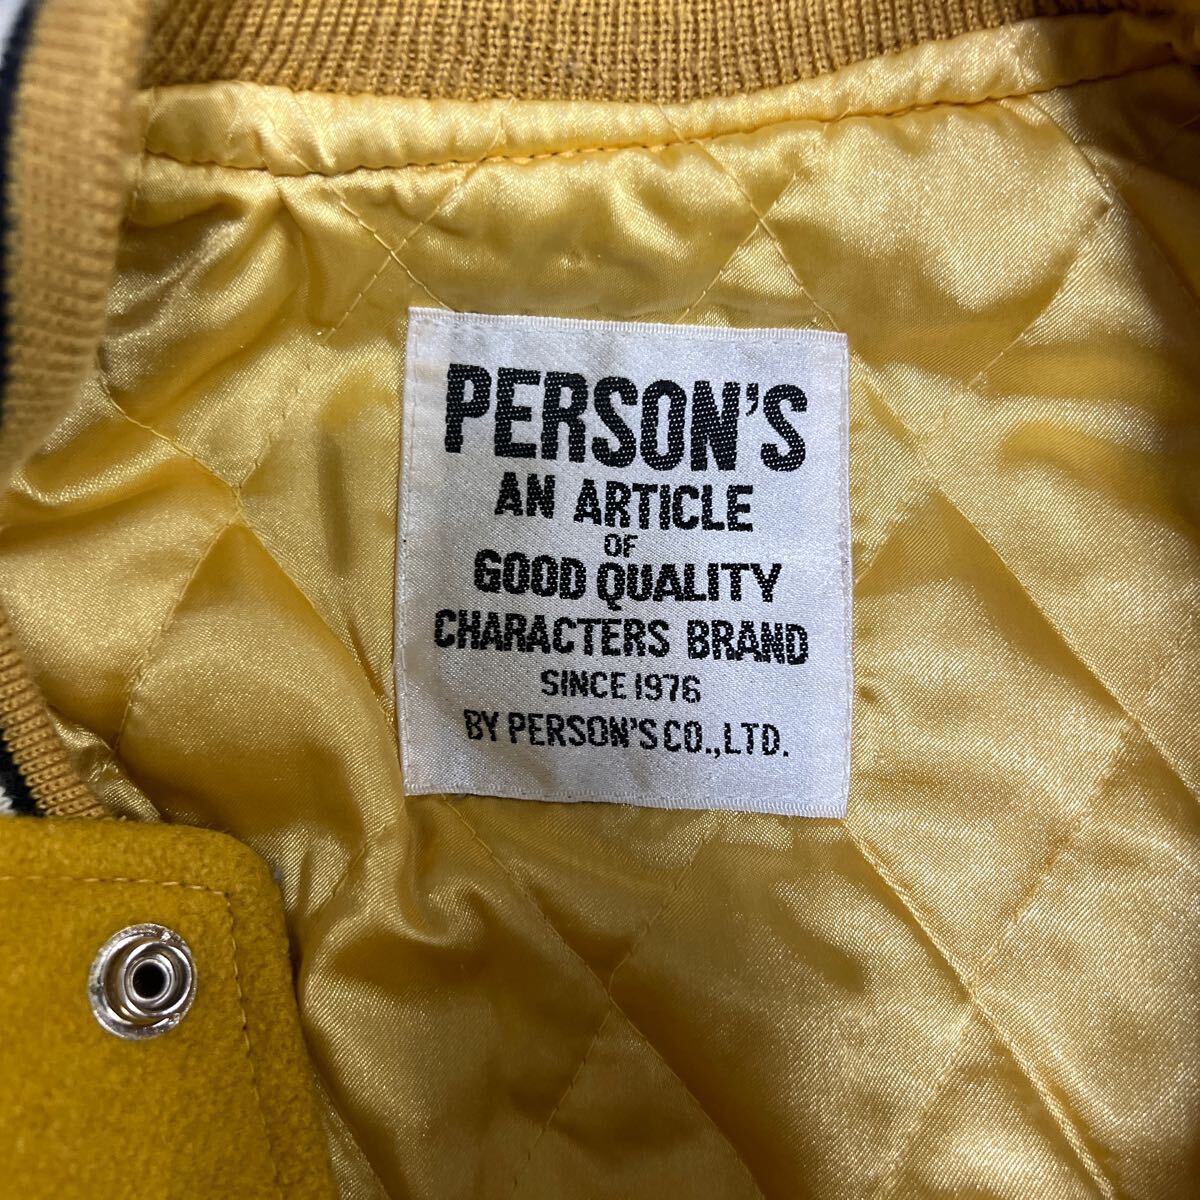 PERSON'S
AN ARTICLE
OF
GOOD QUALITY
CHARACTERS BRAND
SINCE 1976
BY PERSON'S CO.,LTD.